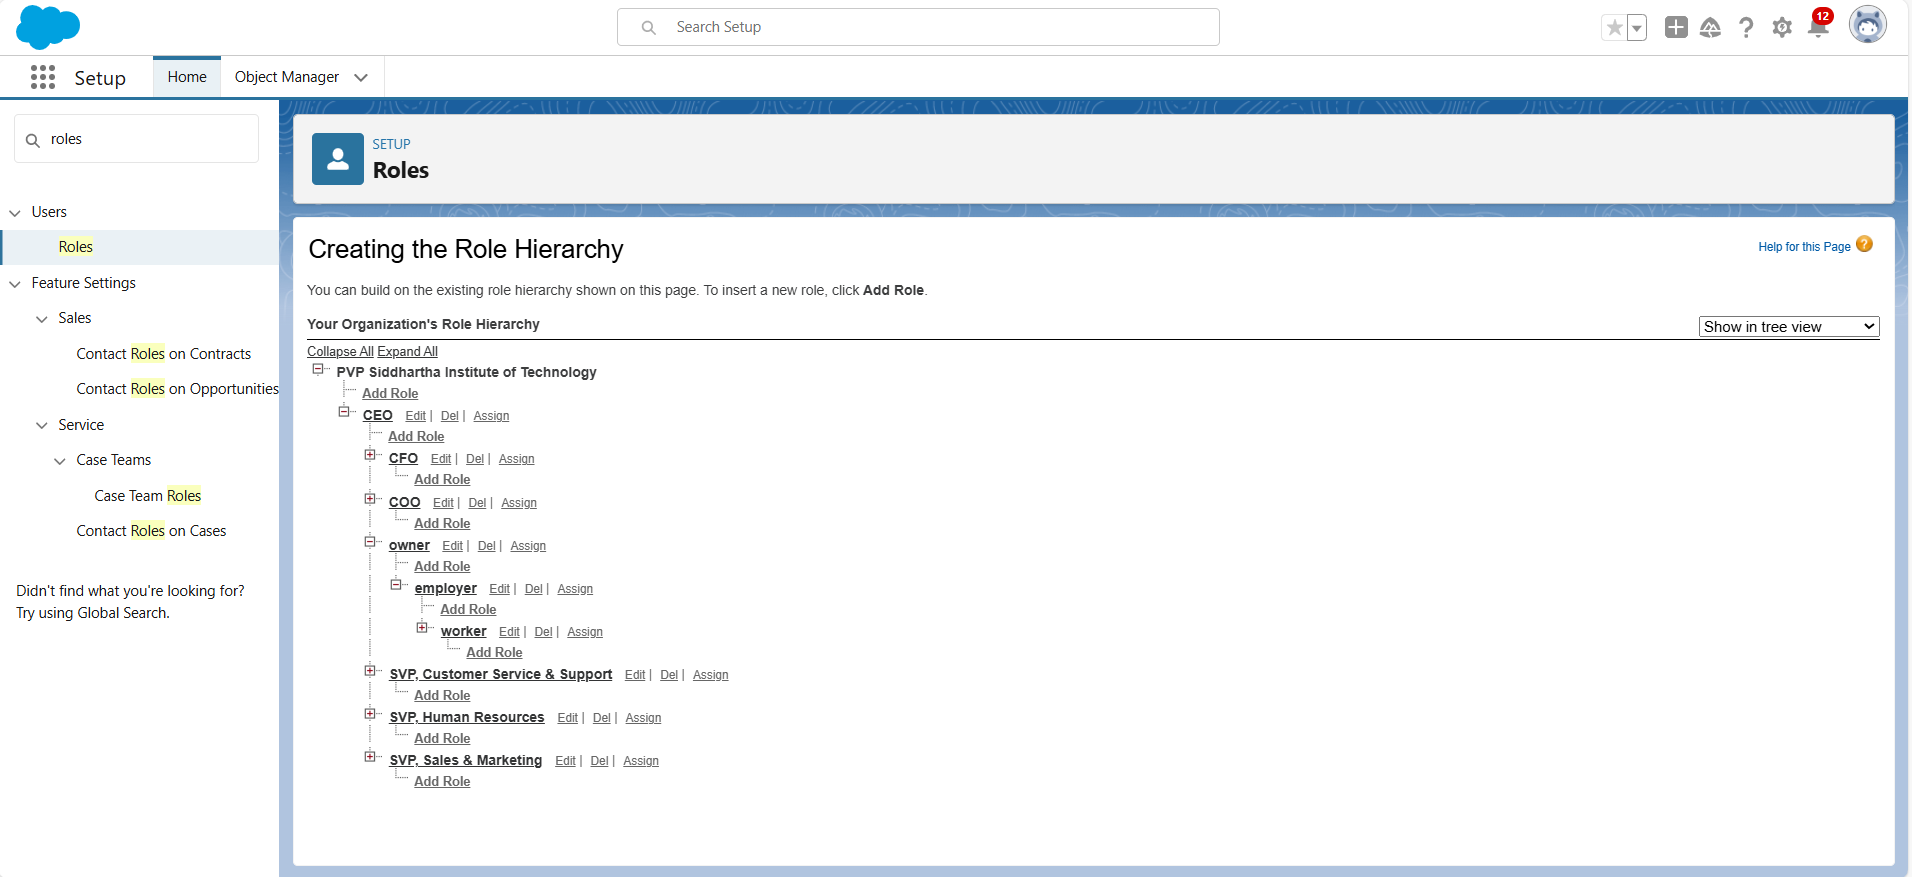 Search Setup
12
Setup
Home
Object Manager
roles
Users
Roles
Feature Settings
Sales
Contact Roles on Contracts
Contact Roles on Opportunities
Service
Case Teams
Case Team Roles
Contact Roles on Cases
Didn't find what you're looking for?
Try using Global Search.
SETUP
Roles
Creating the Role Hierarchy
Help for this Page ?
You can build on the existing role hierarchy shown on this page. To insert a new role, click Add Role.
Your Organization's Role Hierarchy
Show in tree view
Collapse All Expand All
PVP Siddhartha Institute of Technology
Add Role
CEO Edit | Del | Assign
Add Role
CFO Edit | Del | Assign
Add Role
COO Edit | Del | Assign
Add Role
owner Edit | Del | Assign
Add Role
employer Edit | Del | Assign
Add Role
worker Edit | Del | Assign
Add Role
SVP, Customer Service & Support Edit | Del | Assign
Add Role
SVP, Human Resources Edit | Del | Assign
Add Role
SVP, Sales & Marketing Edit | Del | Assign
Add Role